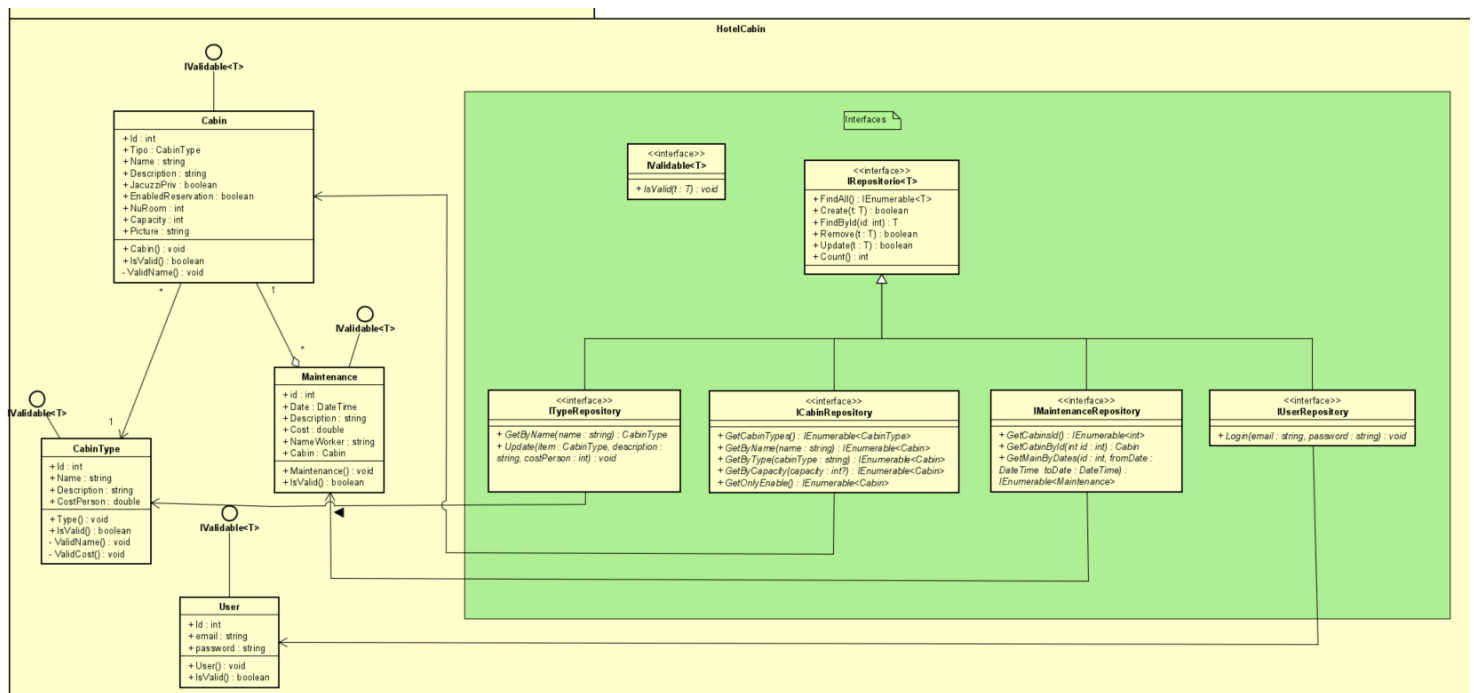 HotelCabin
IValidable<T>
Cabin
+ Id : int
+ Tipo : CabinType
+ Name : string
+ Description : string
+ JacuzziPriv : boolean
+ EnabledReservation : boolean
+ NuRoom : int
+ Capacity : int
+ Picture : string
+ Cabin() : void
+ IsValid() : boolean
- ValidName() : void
*
1
IValidable<T>
*
Maintenance
+ id : int
+ Date : DateTime
+ Description : string
+ Cost : double
+ NameWorker : string
+ Cabin : Cabin
+ Maintenance() : void
+ IsValid() : boolean
IValidable<T>
1
CabinType
+ Id : int
+ Name : string
+ Description : string
+ CostPerson : double
+ Type() : void
+ IsValid() : boolean
- ValidName() : void
- ValidCost() : void
IValidable<T>
User
+ Id : int
+ email : string
+ password : string
+ User() : void
+ IsValid() : boolean
Interfaces
<<interface>>
IValidable<T>
+ IsValid(t : T) : void
<<interface>>
IRepositorio<T>
+ FindAll() : IEnumerable<T>
+ Create(t: T) : boolean
+ FindById(id: int) : T
+ Remove(t : T) : boolean
+ Update(t : T) : boolean
+ Count() : int
<<interface>>
ITypeRepository
+ GetByName(name : string) : CabinType
+ Update(item : CabinType, description :
string, costPerson : int) : void
<<interface>>
ICabinRepository
+ GetCabinTypes() : IEnumerable<CabinType>
+ GetByName(name : string) : IEnumerable<Cabin>
+ GetByType(cabinType : string) : IEnumerable<Cabin>
+ GetByCapacity(capacity : int?) : IEnumerable<Cabin>
+ GetOnlyEnable() : IEnumerable<Cabin>
<<interface>>
IMaintenanceRepository
+ GetCabinsId() : IEnumerable<int>
+ GetCabinById(int id : int) : Cabin
+ GetMainByDates(id : int, fromDate :
DateTime toDate : DateTime) :
IEnumerable<Maintenance>
<<interface>>
IUserRepository
+ Login(email : string, password : string) : void